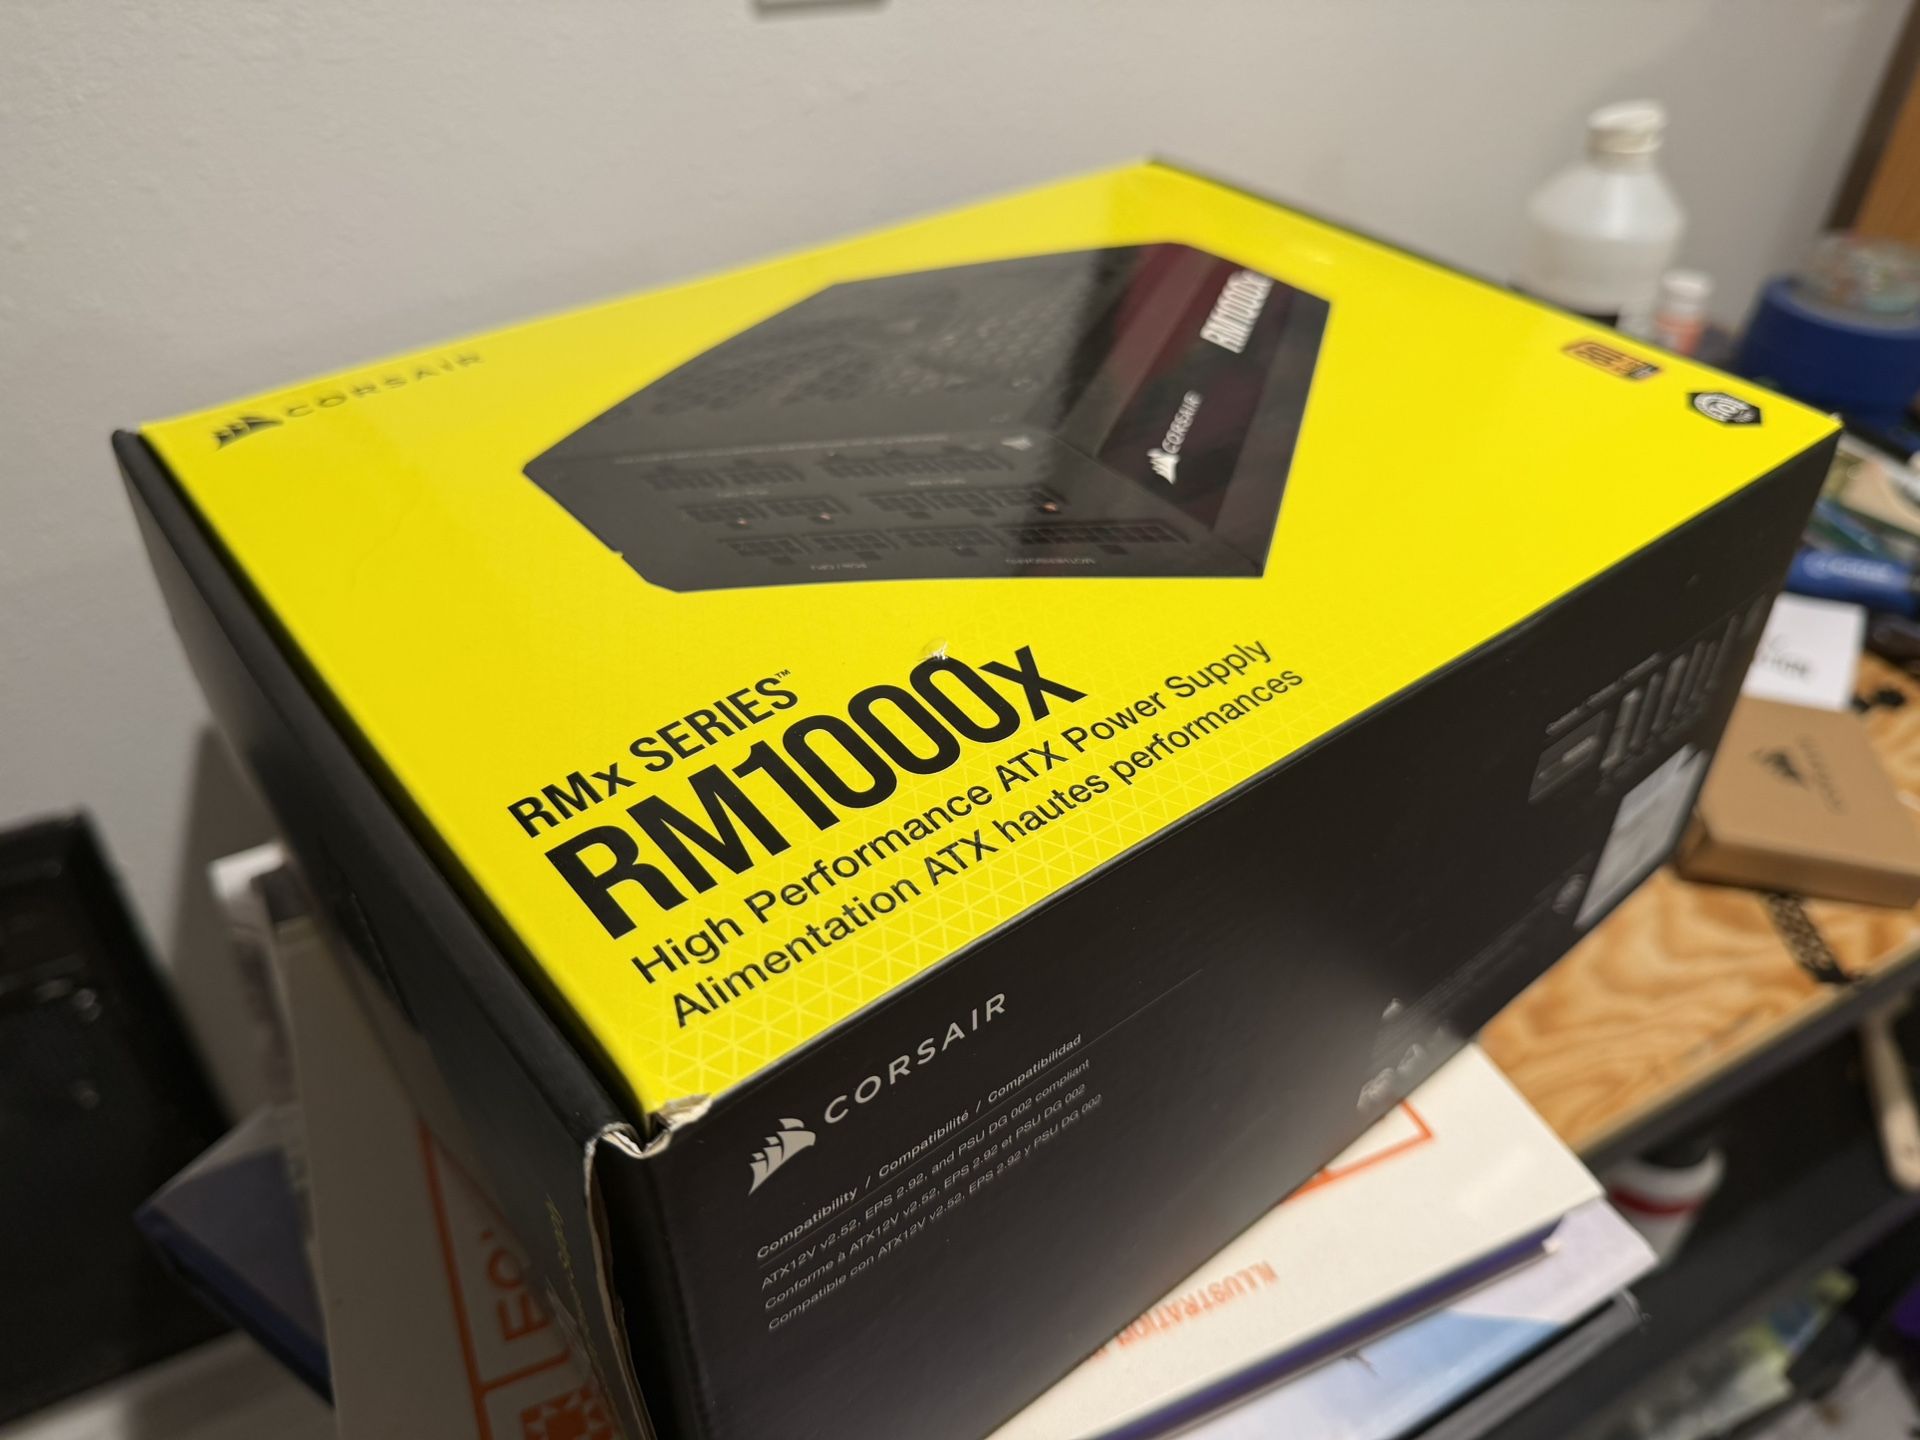 CORSAIR
RM1000x
CORSAIR
RMx SERIES™
RM1000x
High Performance ATX Power Supply
Alimentation ATX hautes performances
CORSAIR
Compatibility / Compatibilité / Compatibilidad
ATX12V v2.52, EPS 2.92, and PSU DG 002 compliant
Conforme à ATX12V v2.52, EPS 2.92 et PSU DG 002
Compatible con ATX12V v2.52, EPS 2.92 y PSU DG 002
ILLUSTRATION